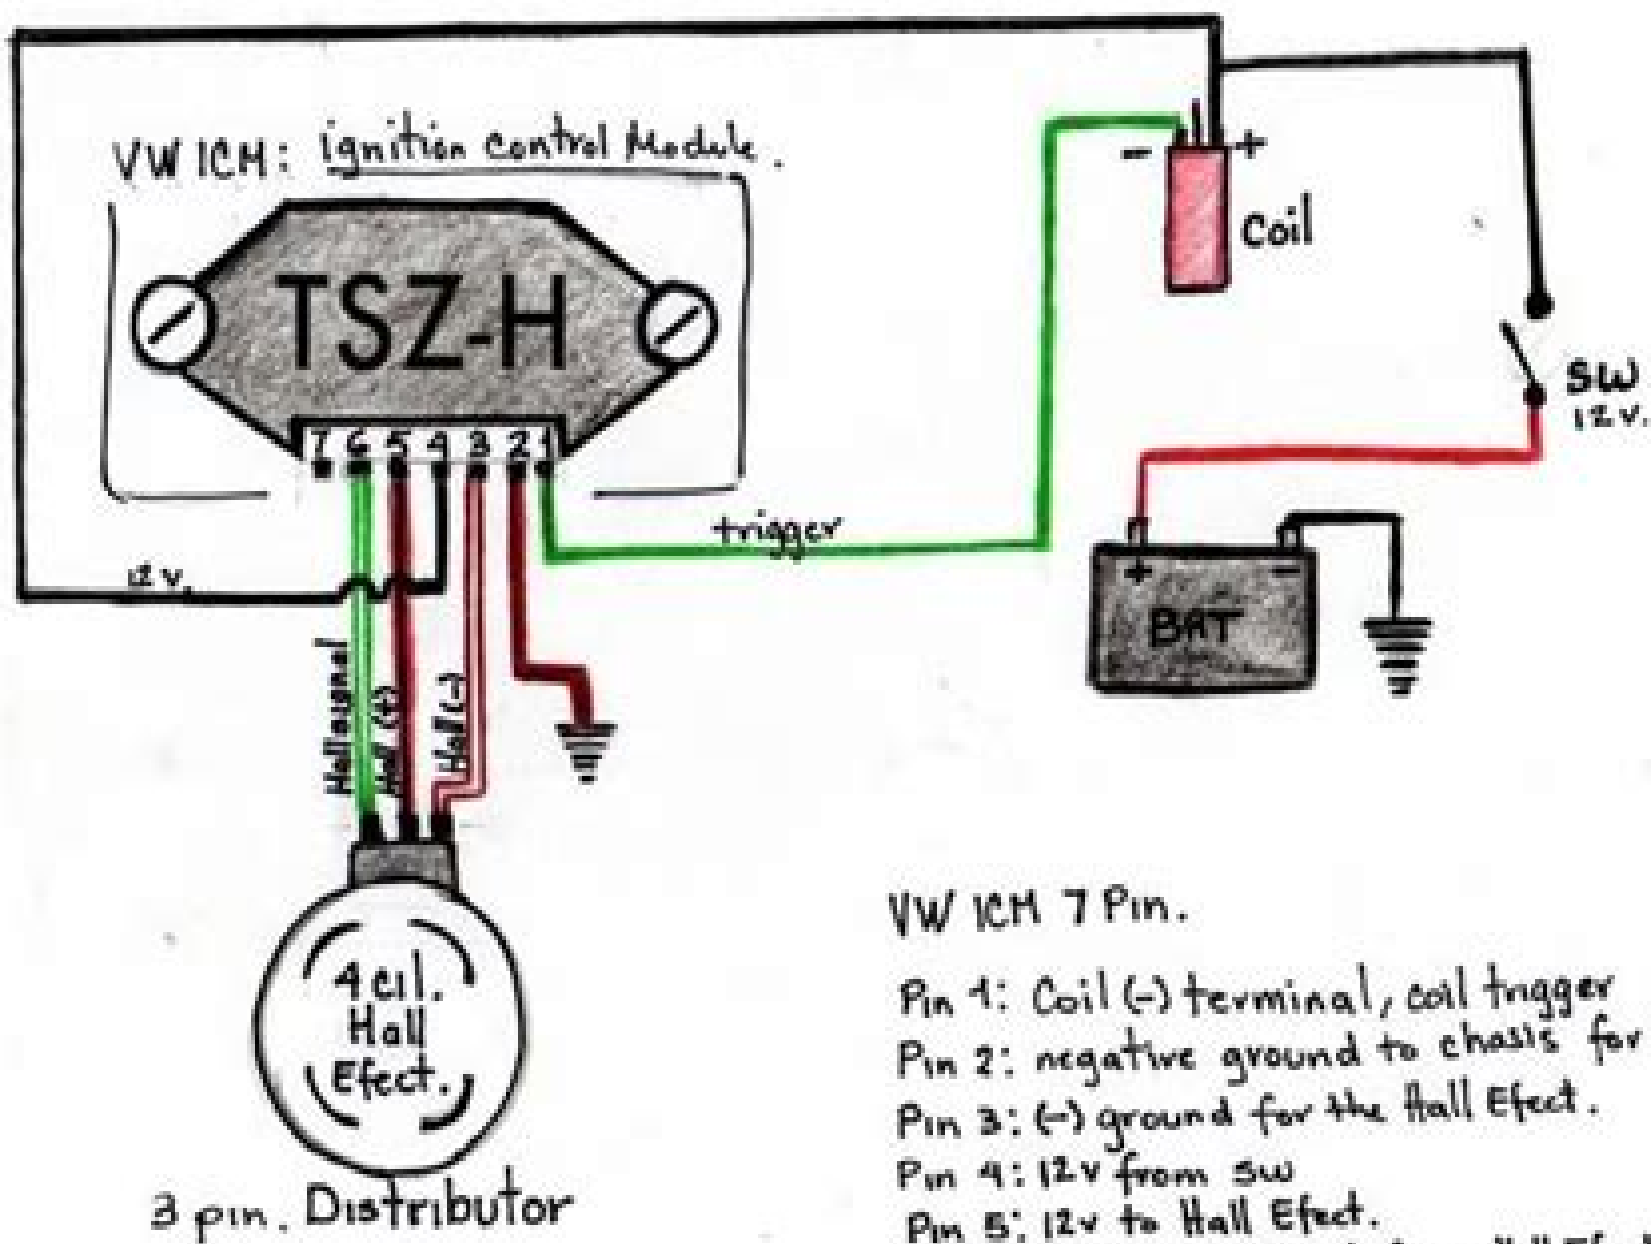 VW ICM: ignition control Module.
TSZ-H
7 6 5 4 3 2 1
- +
Coil
SW
12v.
trigger
12v.
+ -
BAT
Hall signal
Hall (+)
Hall (-)
4 cil.
Hall
Efect.
3 pin. Distributor
VW ICM 7 Pin.
Pin 1: Coil (-) terminal, coil trigger
Pin 2: negative ground to chasis for
Pin 3: (-) ground for the Hall Efect.
Pin 4: 12v from SW
Pin 5: 12v to Hall Efect.